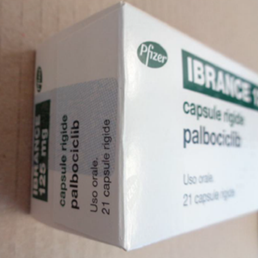 Pfizer
IBRANCE
capsule rigide
palbociclib
Uso orale.
21 capsule rigide
IBRANCE
125 mg
capsule rigide
palbociclib
Uso orale.
21 capsule rigide